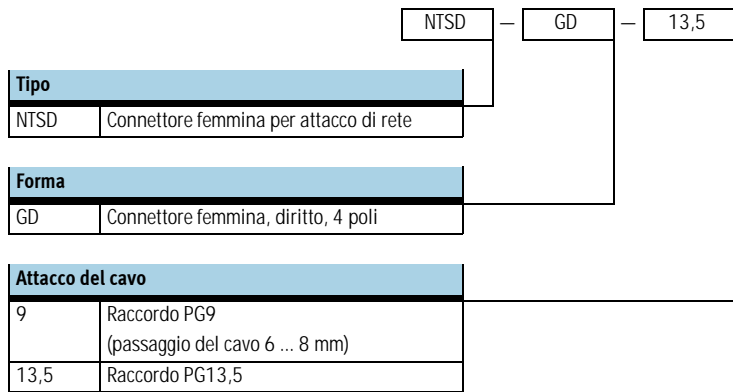 NTSD — GD — 13,5
Tipo
NTSD Connettore femmina per attacco di rete
Forma
GD Connettore femmina, diritto, 4 poli
Attacco del cavo
9 Raccordo PG9
(passaggio del cavo 6 ... 8 mm)
13,5 Raccordo PG13,5